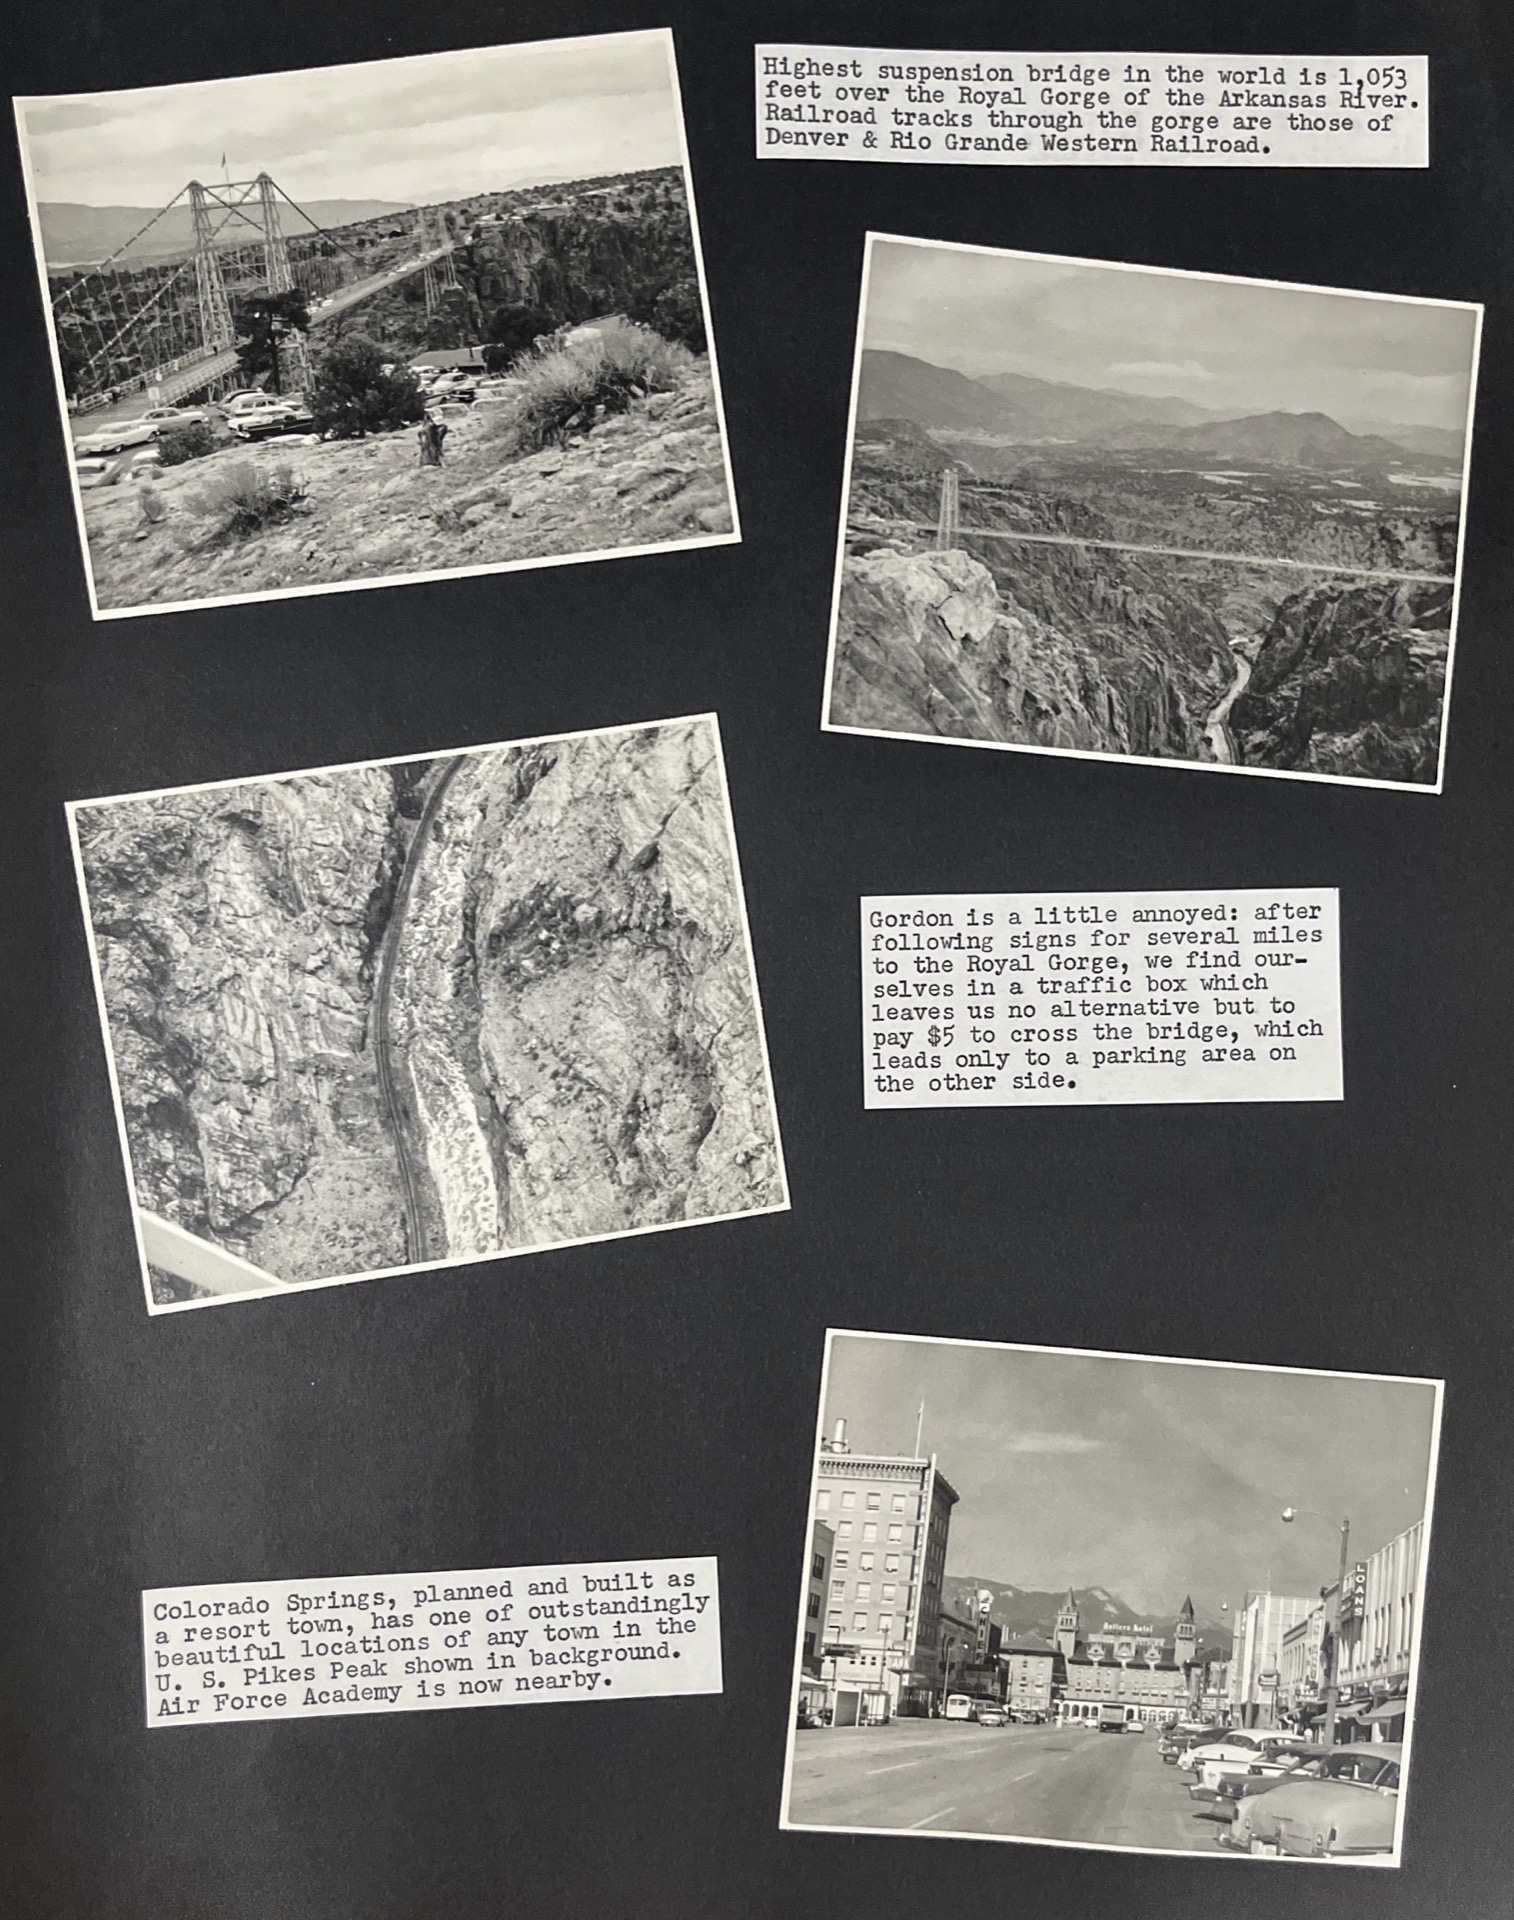 Highest suspension bridge in the world is 1,053
feet over the Royal Gorge of the Arkansas River.
Railroad tracks through the gorge are those of
Denver & Rio Grande Western Railroad.
Gordon is a little annoyed: after
following signs for several miles
to the Royal Gorge, we find our-
selves in a traffic box which
leaves us no alternative but to
pay $5 to cross the bridge, which
leads only to a parking area on
the other side.
Colorado Springs, planned and built as
a resort town, has one of outstandingly
beautiful locations of any town in the
U. S. Pikes Peak shown in background.
Air Force Academy is now nearby.
CHIEF
Antlers Hotel
LOANS